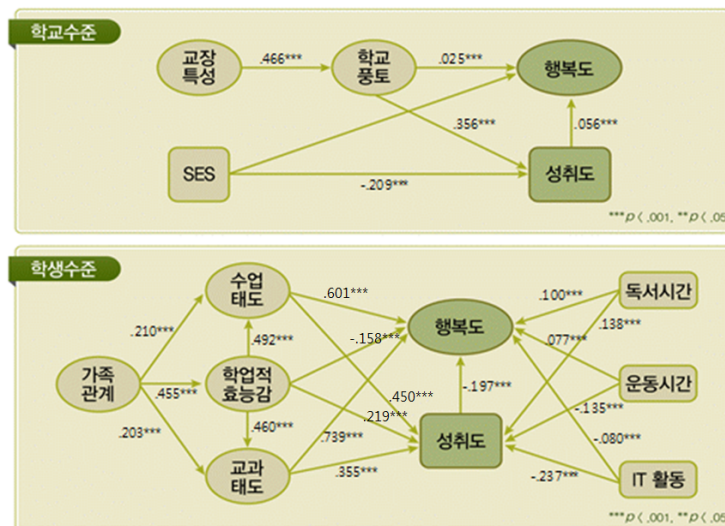 학교수준
교장
특성
.466***
학교
풍토
.025***
행복도
.356***
.056***
SES
-.209***
성취도
***p< .001, **p< .05
학생수준
수업
태도
.601***
.100***
독서시간
.210***
.492***
-.158***
행복도
.077***
.138***
가족
관계
.455***
학업적
효능감
.450***
-.197***
운동시간
.203***
.460***
.219***
-.135***
.739***
성취도
-.080***
교과
태도
.355***
-.237***
IT 활동
***p< .001, **p< .05